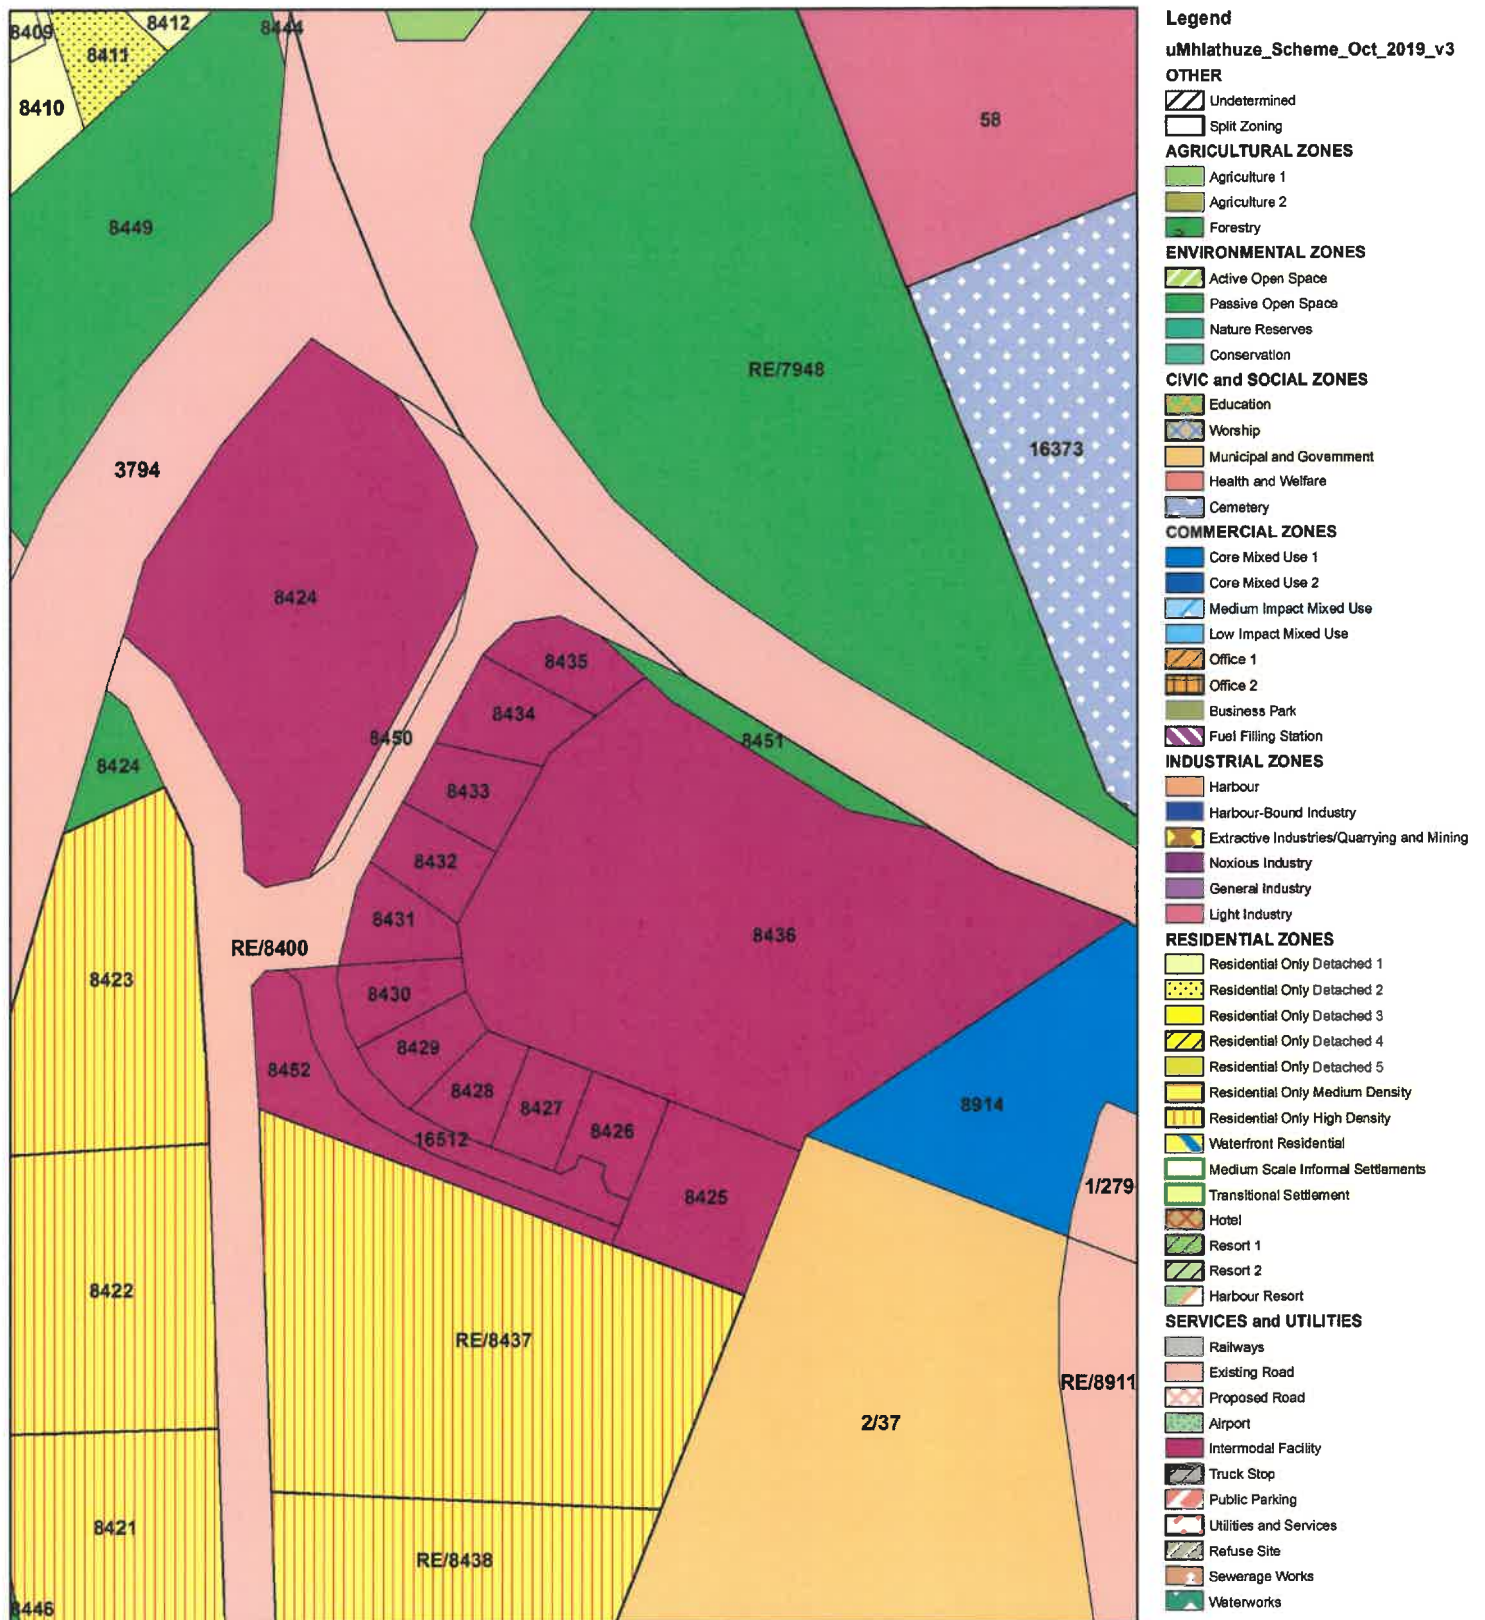 8409
8412
8444
8411
8410
58
8449
RE/7948
16373
3794
8424
8435
8434
8450
8451
8424
8433
8432
8431
8436
RE/8400
8423
8430
8429
8452
8428
8427
8426
8914
16512
1/279
8425
8422
RE/8437
RE/8911
2/37
8421
RE/8438
8446
Legend
uMhlathuze_Scheme_Oct_2019_v3
OTHER
Undetermined
Split Zoning
AGRICULTURAL ZONES
Agriculture 1
Agriculture 2
Forestry
ENVIRONMENTAL ZONES
Active Open Space
Passive Open Space
Nature Reserves
Conservation
CIVIC and SOCIAL ZONES
Education
Worship
Municipal and Government
Health and Welfare
Cemetery
COMMERCIAL ZONES
Core Mixed Use 1
Core Mixed Use 2
Medium Impact Mixed Use
Low Impact Mixed Use
Office 1
Office 2
Business Park
Fuel Filling Station
INDUSTRIAL ZONES
Harbour
Harbour-Bound Industry
Extractive Industries/Quarrying and Mining
Noxious Industry
General Industry
Light Industry
RESIDENTIAL ZONES
Residential Only Detached 1
Residential Only Detached 2
Residential Only Detached 3
Residential Only Detached 4
Residential Only Detached 5
Residential Only Medium Density
Residential Only High Density
Waterfront Residential
Medium Scale Informal Settlements
Transitional Settlement
Hotel
Resort 1
Resort 2
Harbour Resort
SERVICES and UTILITIES
Railways
Existing Road
Proposed Road
Airport
Intermodal Facility
Truck Stop
Public Parking
Utilities and Services
Refuse Site
Sewerage Works
Waterworks